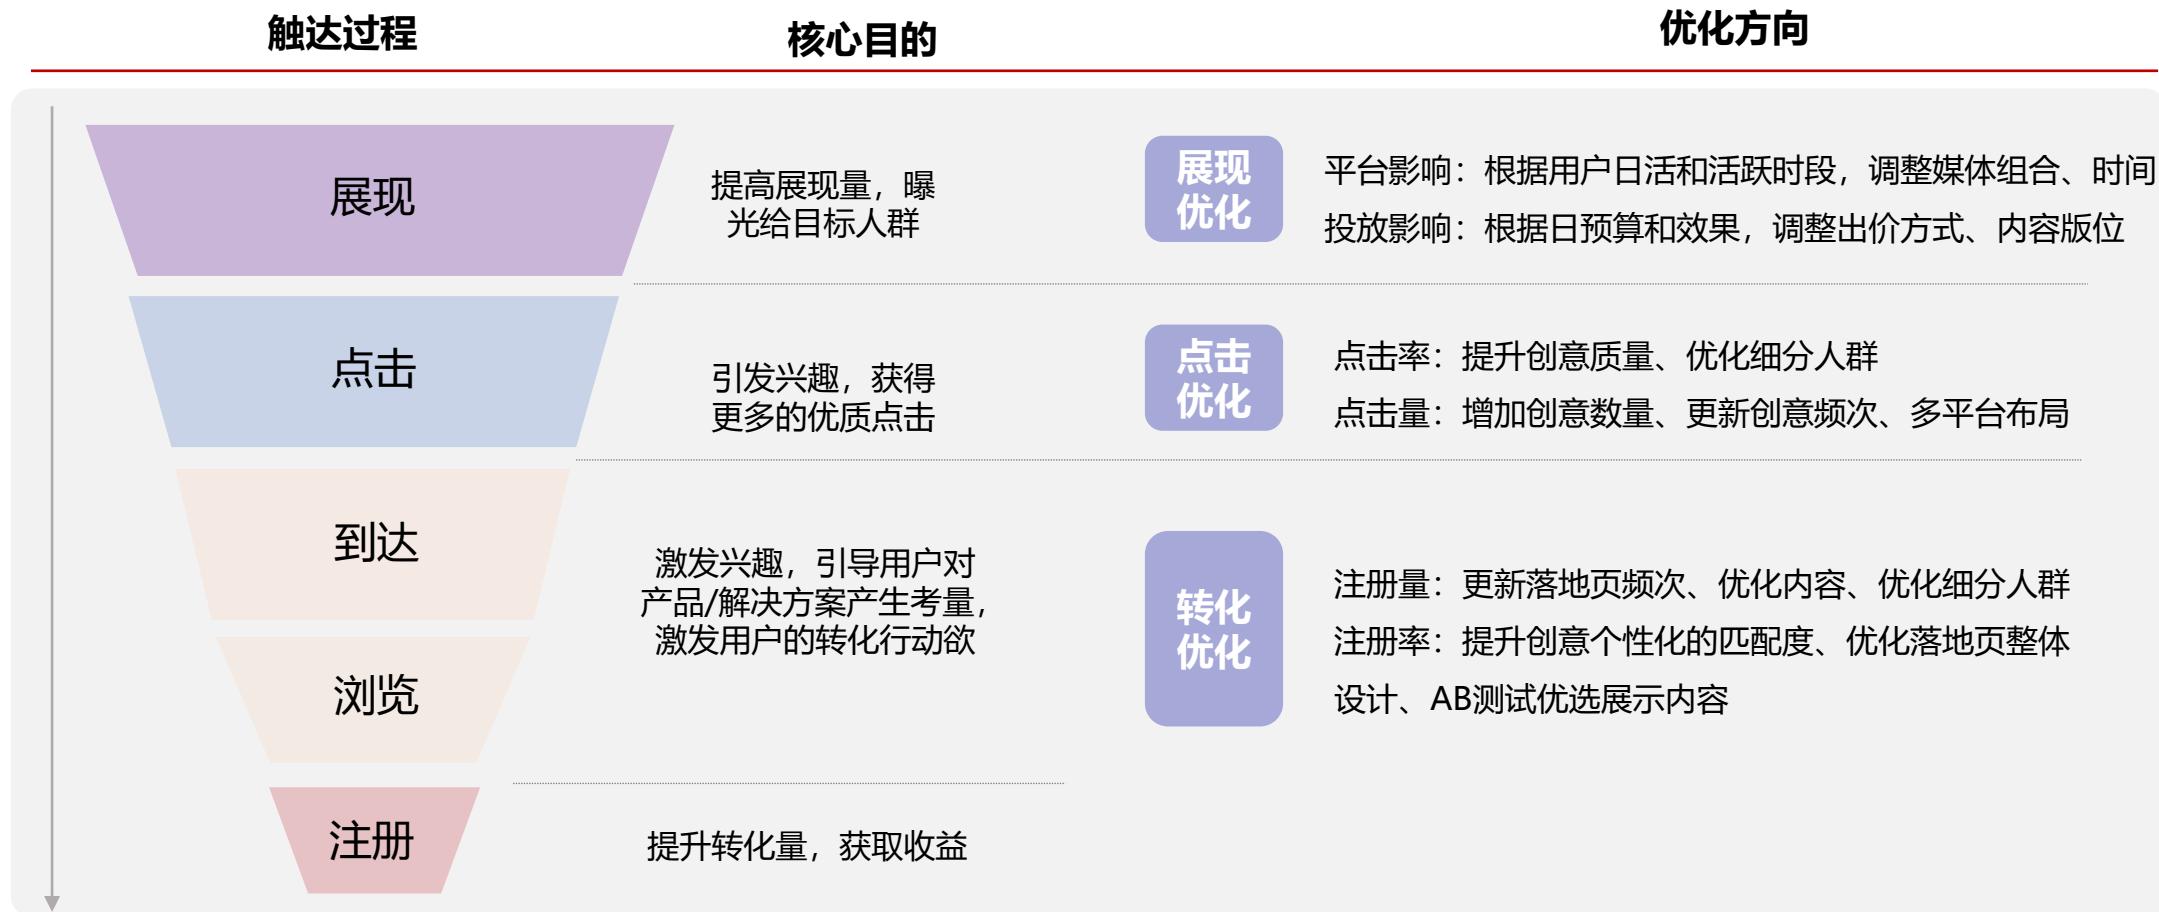 触达过程
核心目的
优化方向
展现
提高展现量，曝
光给目标人群
展现
优化
平台影响：根据用户日活和活跃时段，调整媒体组合、时间
投放影响：根据日预算和效果，调整出价方式、内容版位
点击
引发兴趣，获得
更多的优质点击
点击
优化
点击率：提升创意质量、优化细分人群
点击量：增加创意数量、更新创意频次、多平台布局
到达
浏览
激发兴趣，引导用户对
产品/解决方案产生考量，
激发用户的转化行动欲
转化
优化
注册量：更新落地页频次、优化内容、优化细分人群
注册率：提升创意个性化的匹配度、优化落地页整体
设计、AB测试优选展示内容
注册
提升转化量，获取收益